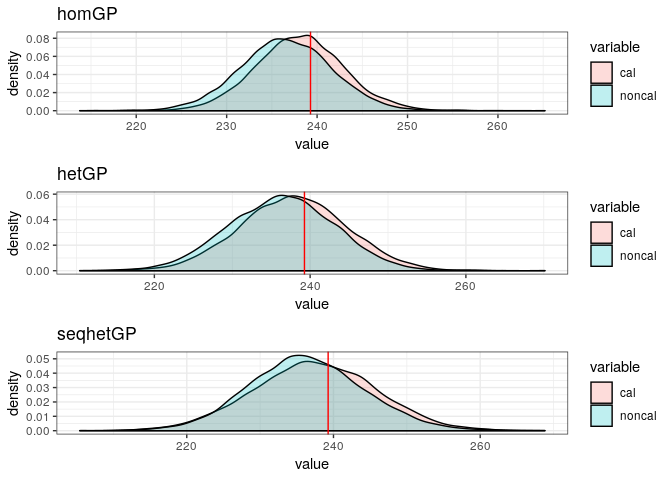 homGP
0.08
0.06
0.04
0.02
0.00
density
220 230 240 250 260
value
variable
cal
noncal
hetGP
0.06
0.04
0.02
0.00
density
220 240 260
value
variable
cal
noncal
seqhetGP
0.05
0.04
0.03
0.02
0.01
0.00
density
220 240 260
value
variable
cal
noncal